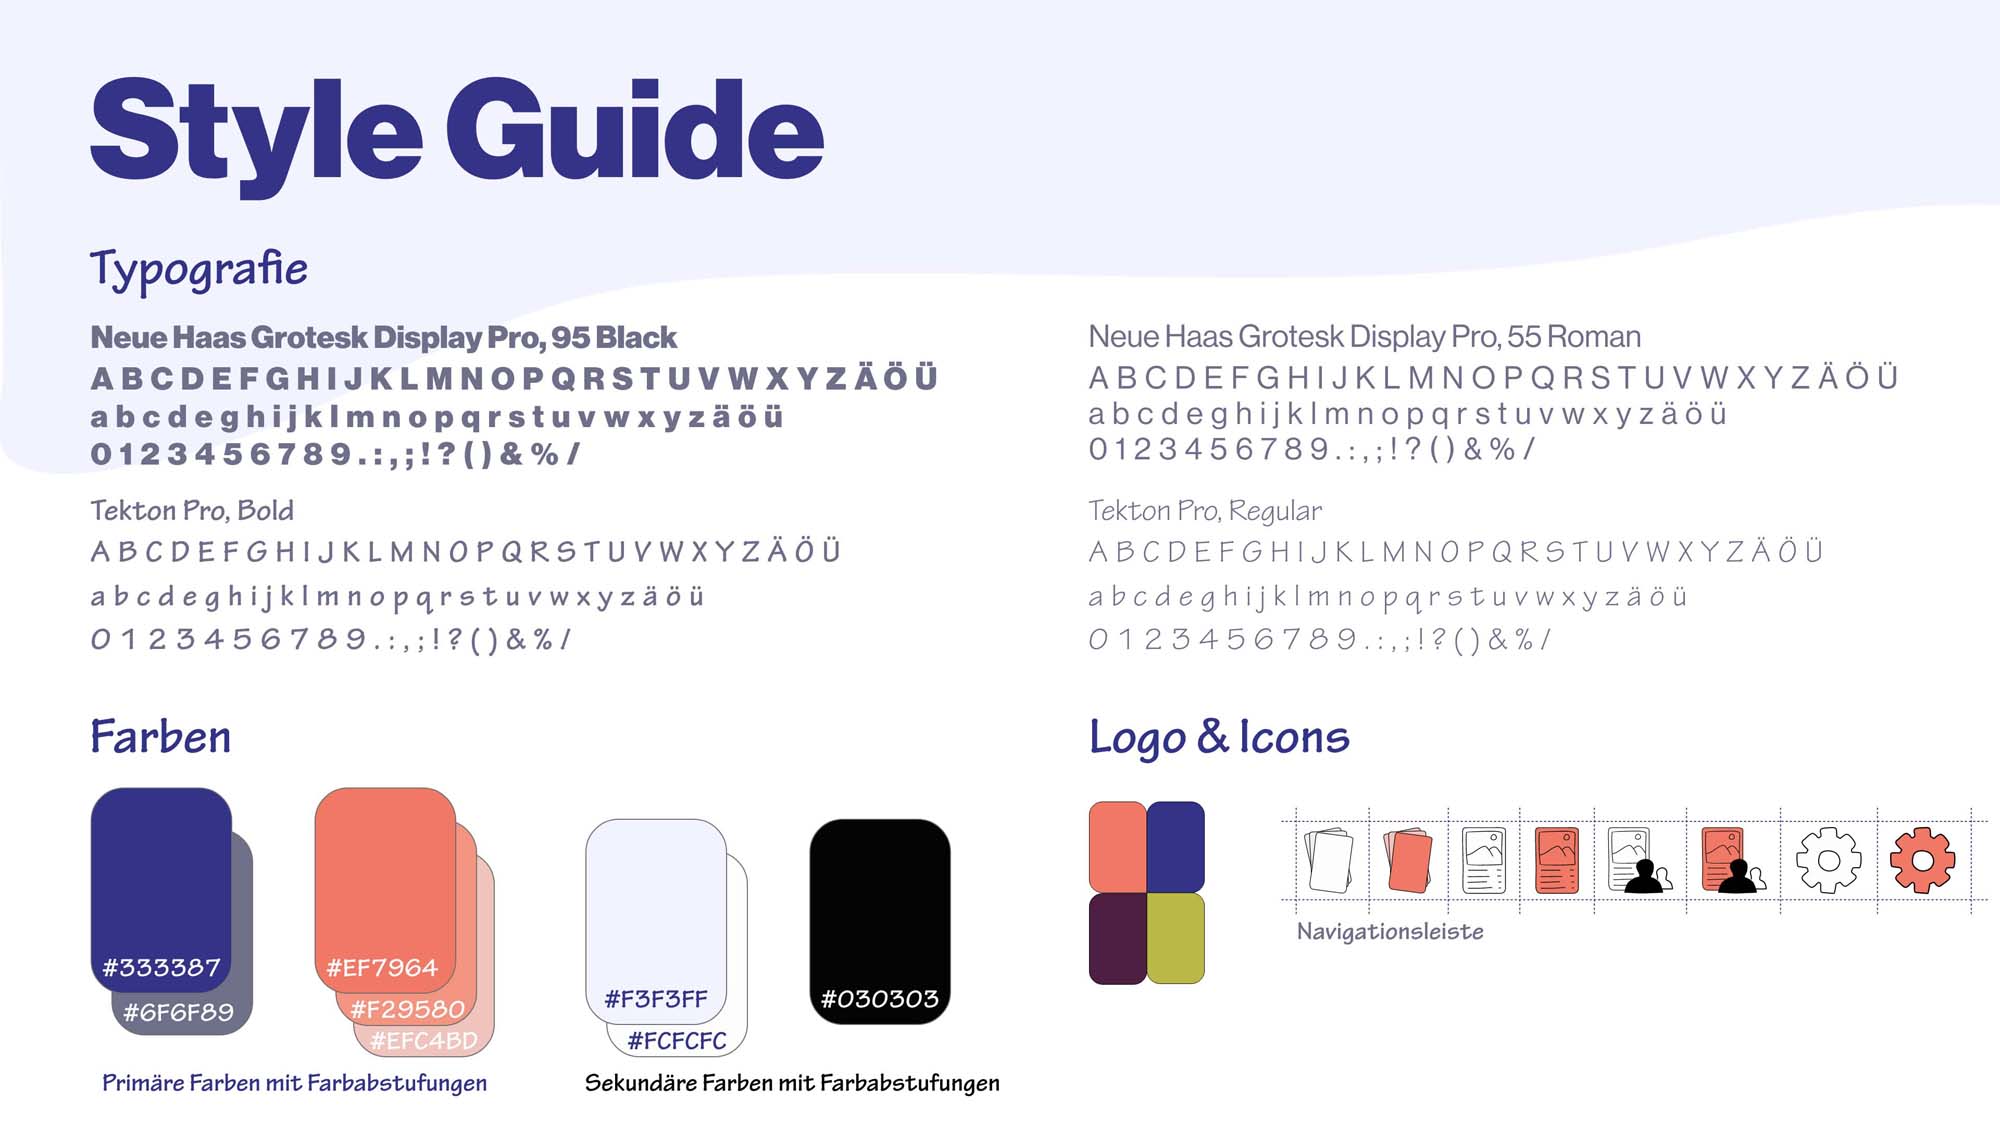 Style Guide
Typografie
Neue Haas Grotesk Display Pro, 95 Black
A B C D E F G H I J K L M N O P Q R S T U V W X Y Z Ä Ö Ü
a b c d e g h i j k l m n o p q r s t u v w x y z ä ö ü
0 1 2 3 4 5 6 7 8 9 . : , ; ! ? ( ) & % /
Neue Haas Grotesk Display Pro, 55 Roman
A B C D E F G H I J K L M N O P Q R S T U V W X Y Z Ä Ö Ü
a b c d e g h i j k l m n o p q r s t u v w x y z ä ö ü
0 1 2 3 4 5 6 7 8 9 . : , ; ! ? ( ) & % /
Tekton Pro, Bold
A B C D E F G H I J K L M N O P Q R S T U V W X Y Z Ä Ö Ü
a b c d e g h i j k l m n o p q r s t u v w x y z ä ö ü
0 1 2 3 4 5 6 7 8 9 . : , ; ! ? ( ) & % /
Tekton Pro, Regular
A B C D E F G H I J K L M N O P Q R S T U V W X Y Z Ä Ö Ü
a b c d e g h i j k l m n o p q r s t u v w x y z ä ö ü
0 1 2 3 4 5 6 7 8 9 . : , ; ! ? ( ) & % /
Farben
#333387
#6F6F89
#EF7964
#F29580
#EFC4BD
#F3F3FF
#FCFCFC
#030303
Primäre Farben mit Farbabstufungen
Sekundäre Farben mit Farbabstufungen
Logo & Icons
Navigationsleiste